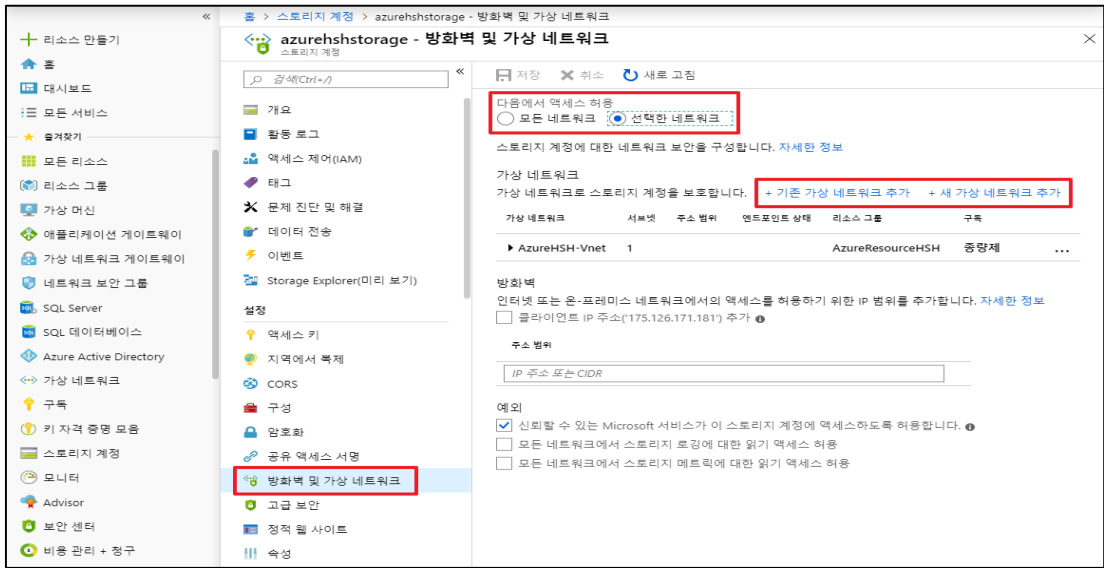 홈 > 스토리지 계정 > azurehshstorage - 방화벽 및 가상 네트워크
azurehshstorage - 방화벽 및 가상 네트워크
스토리지 계정
리소스 만들기
홈
대시보드
모든 서비스
즐겨찾기
모든 리소스
리소스 그룹
가상 머신
애플리케이션 게이트웨이
가상 네트워크 게이트웨이
네트워크 보안 그룹
SQL Server
SQL 데이터베이스
Azure Active Directory
가상 네트워크
구독
키 자격 증명 모음
스토리지 계정
모니터
Advisor
보안 센터
비용 관리 + 청구
검색(Ctrl+/)
개요
활동 로그
액세스 제어(IAM)
태그
문제 진단 및 해결
데이터 전송
이벤트
Storage Explorer(미리 보기)
설정
액세스 키
지역에서 복제
CORS
구성
암호화
공유 액세스 서명
방화벽 및 가상 네트워크
고급 보안
정적 웹 사이트
속성
저장 취소 새로 고침
다음에서 액세스 허용
모든 네트워크 선택한 네트워크
스토리지 계정에 대한 네트워크 보안을 구성합니다. 자세한 정보
가상 네트워크
가상 네트워크로 스토리지 계정을 보호합니다. + 기존 가상 네트워크 추가 + 새 가상 네트워크 추가
가상 네트워크 서브넷 주소 범위 엔드포인트 상태 리소스 그룹 구독
AzureHSH-Vnet 1 AzureResourceHSH 종량제 ...
방화벽
인터넷 또는 온-프레미스 네트워크에서의 액세스를 허용하기 위한 IP 범위를 추가합니다. 자세한 정보
클라이언트 IP 주소('175.126.171.181') 추가
주소 범위
IP 주소 또는 CIDR
예외
신뢰할 수 있는 Microsoft 서비스가 이 스토리지 계정에 액세스하도록 허용합니다.
모든 네트워크에서 스토리지 로깅에 대한 읽기 액세스 허용
모든 네트워크에서 스토리지 메트릭에 대한 읽기 액세스 허용